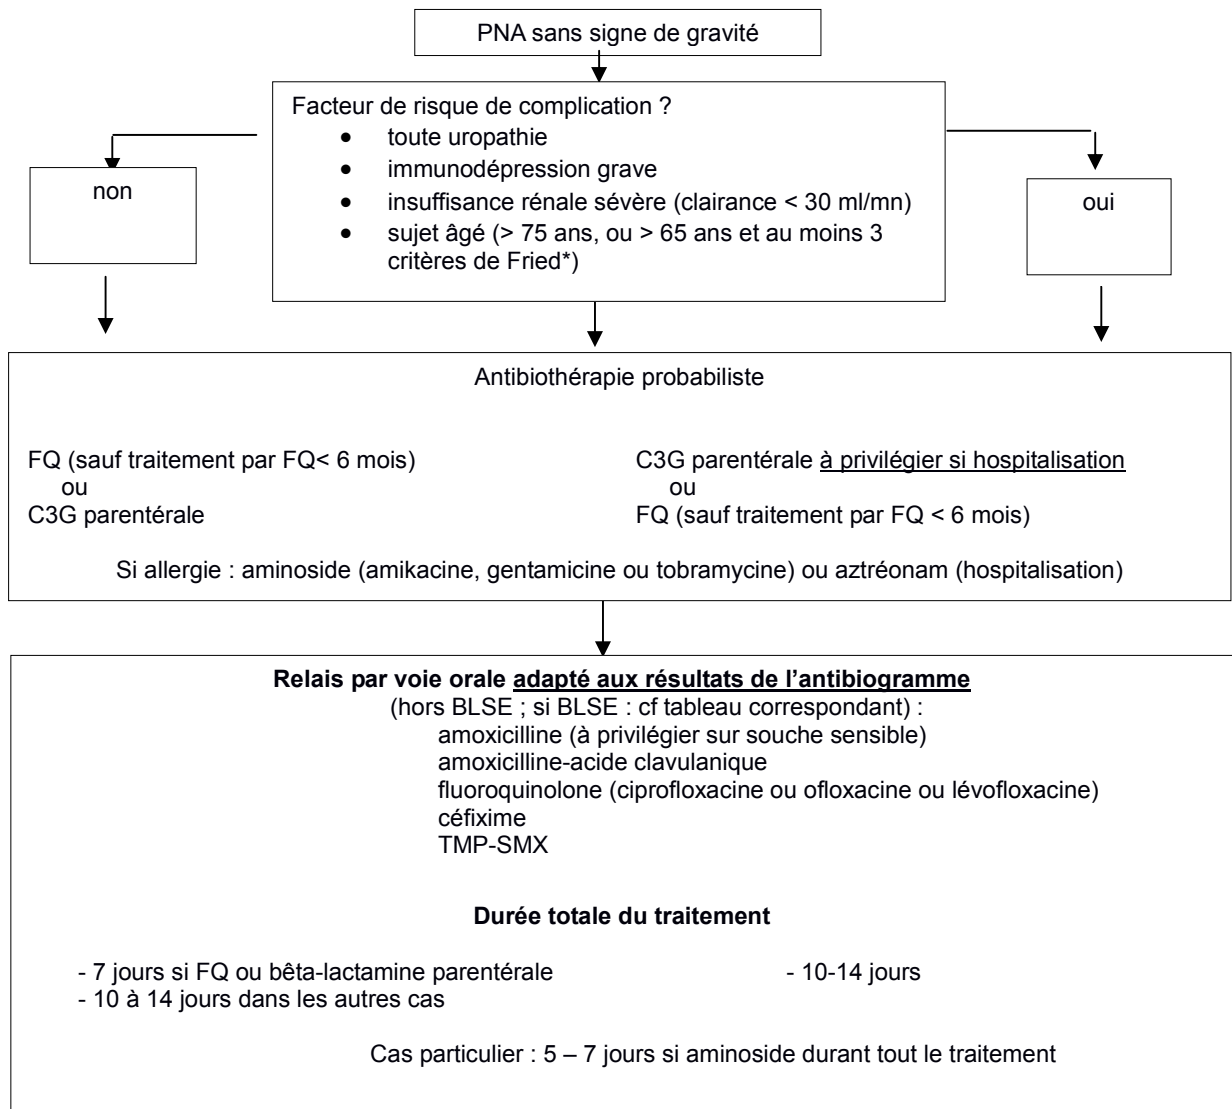 PNA sans signe de gravité
Facteur de risque de complication ?
• toute uropathie
• immunodépression grave
• insuffisance rénale sévère (clairance < 30 ml/mn)
• sujet âgé (> 75 ans, ou > 65 ans et au moins 3
critères de Fried*)
non
oui
Antibiothérapie probabiliste
FQ (sauf traitement par FQ< 6 mois)
ou
C3G parentérale
C3G parentérale à privilégier si hospitalisation
ou
FQ (sauf traitement par FQ < 6 mois)
Si allergie : aminoside (amikacine, gentamicine ou tobramycine) ou aztréonam (hospitalisation)
Relais par voie orale adapté aux résultats de l’antibiogramme
(hors BLSE ; si BLSE : cf tableau correspondant) :
amoxicilline (à privilégier sur souche sensible)
amoxicilline-acide clavulanique
fluoroquinolone (ciprofloxacine ou ofloxacine ou lévofloxacine)
céfixime
TMP-SMX
Durée totale du traitement
- 7 jours si FQ ou bêta-lactamine parentérale
- 10 à 14 jours dans les autres cas
- 10-14 jours
Cas particulier : 5 – 7 jours si aminoside durant tout le traitement